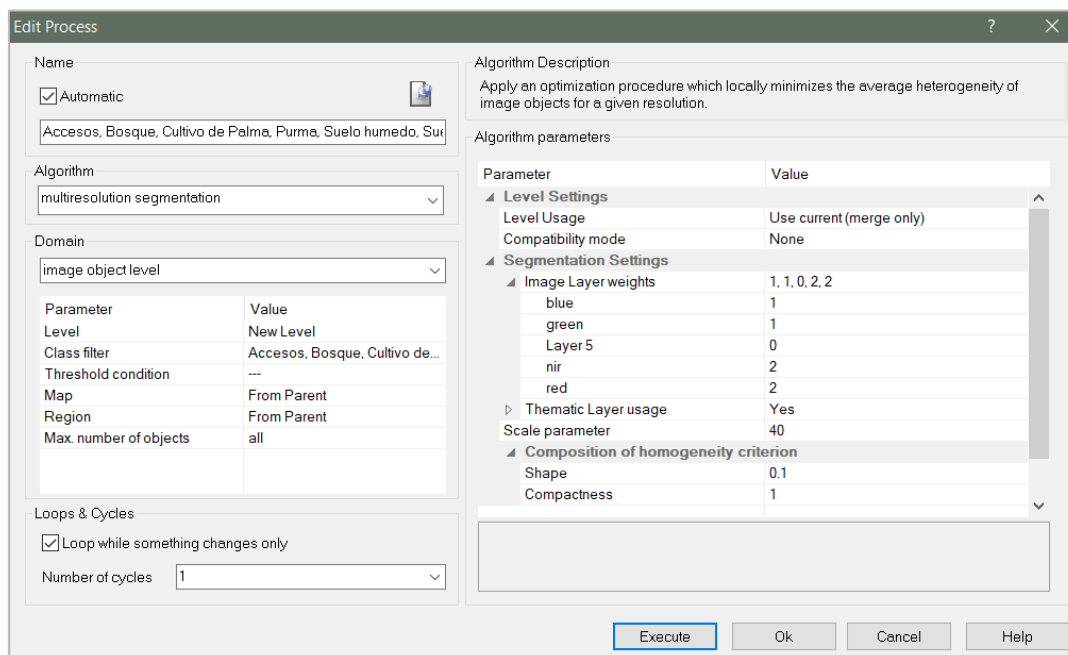 Edit Process
?
Name
Automatic
Accesos, Bosque, Cultivo de Palma, Purma, Suelo humedo, Sue
Algorithm
multiresolution segmentation
Domain
image object level
Parameter Value
Level New Level
Class filter Accesos, Bosque, Cultivo de...
Threshold condition ---
Map From Parent
Region From Parent
Max. number of objects all
Loops & Cycles
Loop while something changes only
Number of cycles 1
Algorithm Description
Apply an optimization procedure which locally minimizes the average heterogeneity of
image objects for a given resolution.
Algorithm parameters
Parameter Value
Level Settings
Level Usage Use current (merge only)
Compatibility mode None
Segmentation Settings
Image Layer weights 1, 1, 0, 2, 2
blue 1
green 1
Layer 5 0
nir 2
red 2
Thematic Layer usage Yes
Scale parameter 40
Composition of homogeneity criterion
Shape 0.1
Compactness 1
Execute Ok Cancel Help